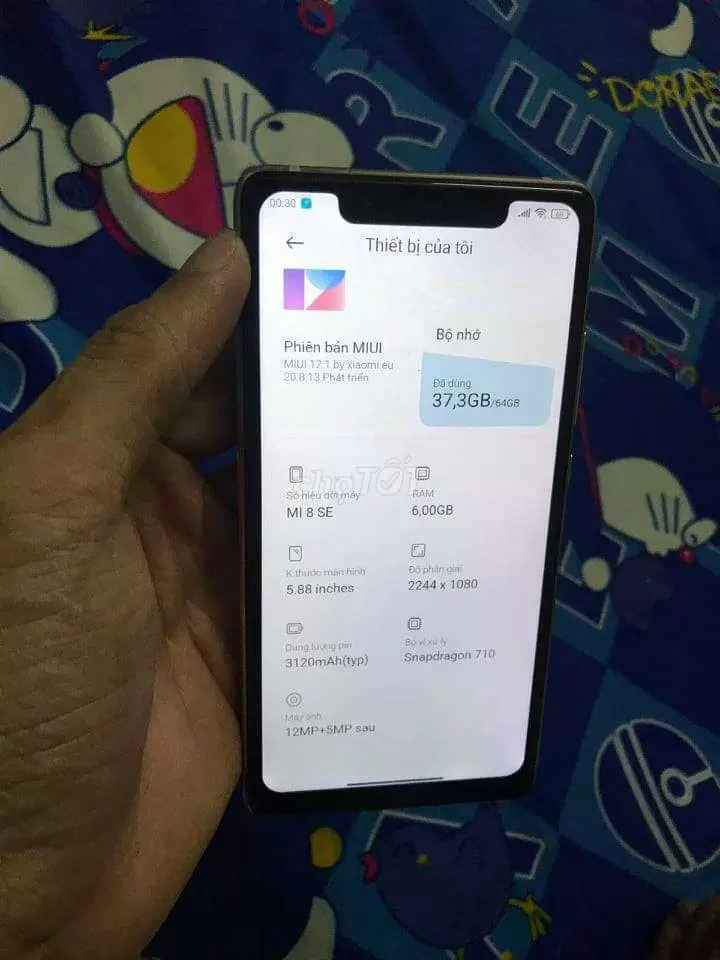 DORAE
R
M
E
00:30
Thiết bị của tôi
Phiên bản MIUI
MIUI 12.1 by xiaomi.eu
20.8.13 Phát triển
Bộ nhớ
Đã dùng
37,3GB/64GB
chợTỐT
Số hiệu đời máy
MI 8 SE
RAM
6,00GB
K.thước màn hình
5.88 inches
Độ phân giải
2244 x 1080
Dung lượng pin
3120mAh(typ)
Bộ vi xử lý
Snapdragon 710
Máy ảnh
12MP+5MP sau